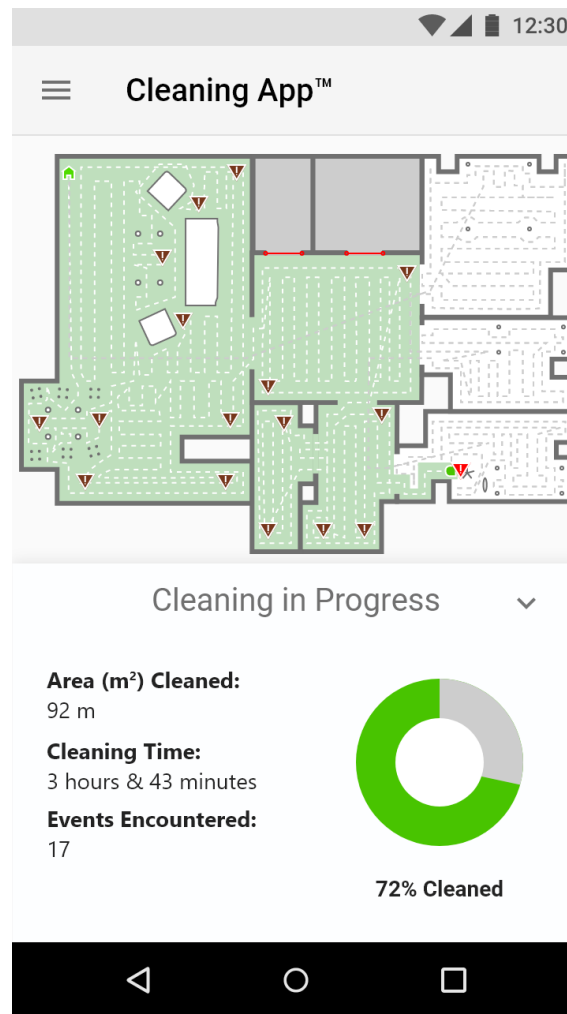 12:30
Cleaning App™
Cleaning in Progress
Area (m²) Cleaned:
92 m
Cleaning Time:
3 hours & 43 minutes
Events Encountered:
17
72% Cleaned